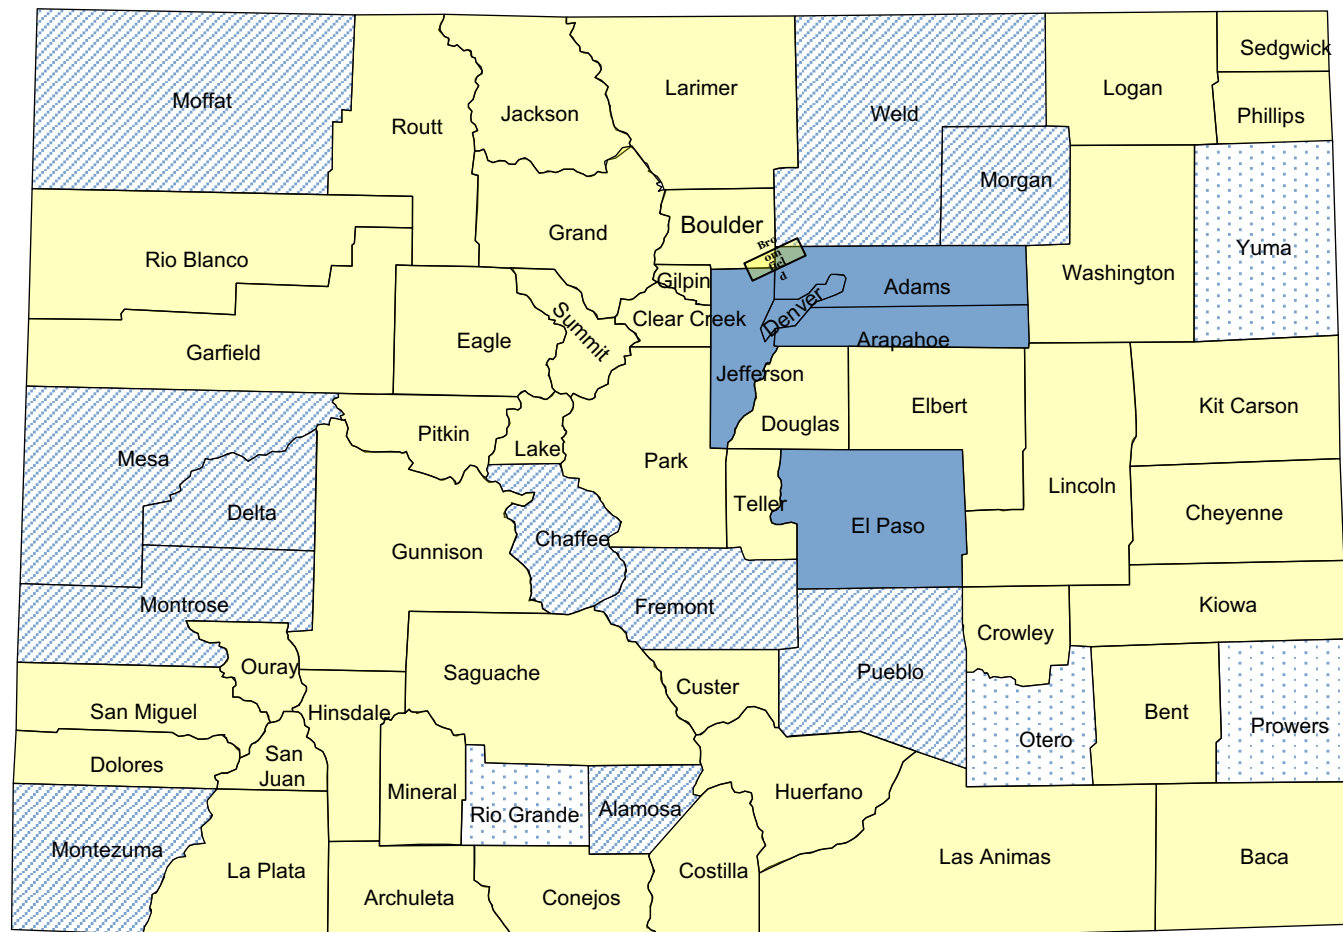 Sedgwick
Moffat
Larimer
Logan
Jackson
Weld
Phillips
Routt
Morgan
Boulder
Grand
Yuma
Rio Blanco
Bro
om
fiel
d
Washington
Gilpin
Adams
Summit
Clear Creek
Denver
Eagle
Arapahoe
Garfield
Jefferson
Elbert
Kit Carson
Douglas
Pitkin
Lake
Mesa
Park
Lincoln
Teller
Delta
Cheyenne
El Paso
Chaffee
Gunnison
Montrose
Fremont
Kiowa
Crowley
Ouray
Saguache
Pueblo
Custer
San Miguel
Hinsdale
Bent
Prowers
Otero
San
Juan
Dolores
Mineral
Huerfano
Alamosa
Rio Grande
Montezuma
Las Animas
Baca
La Plata
Costilla
Archuleta
Conejos